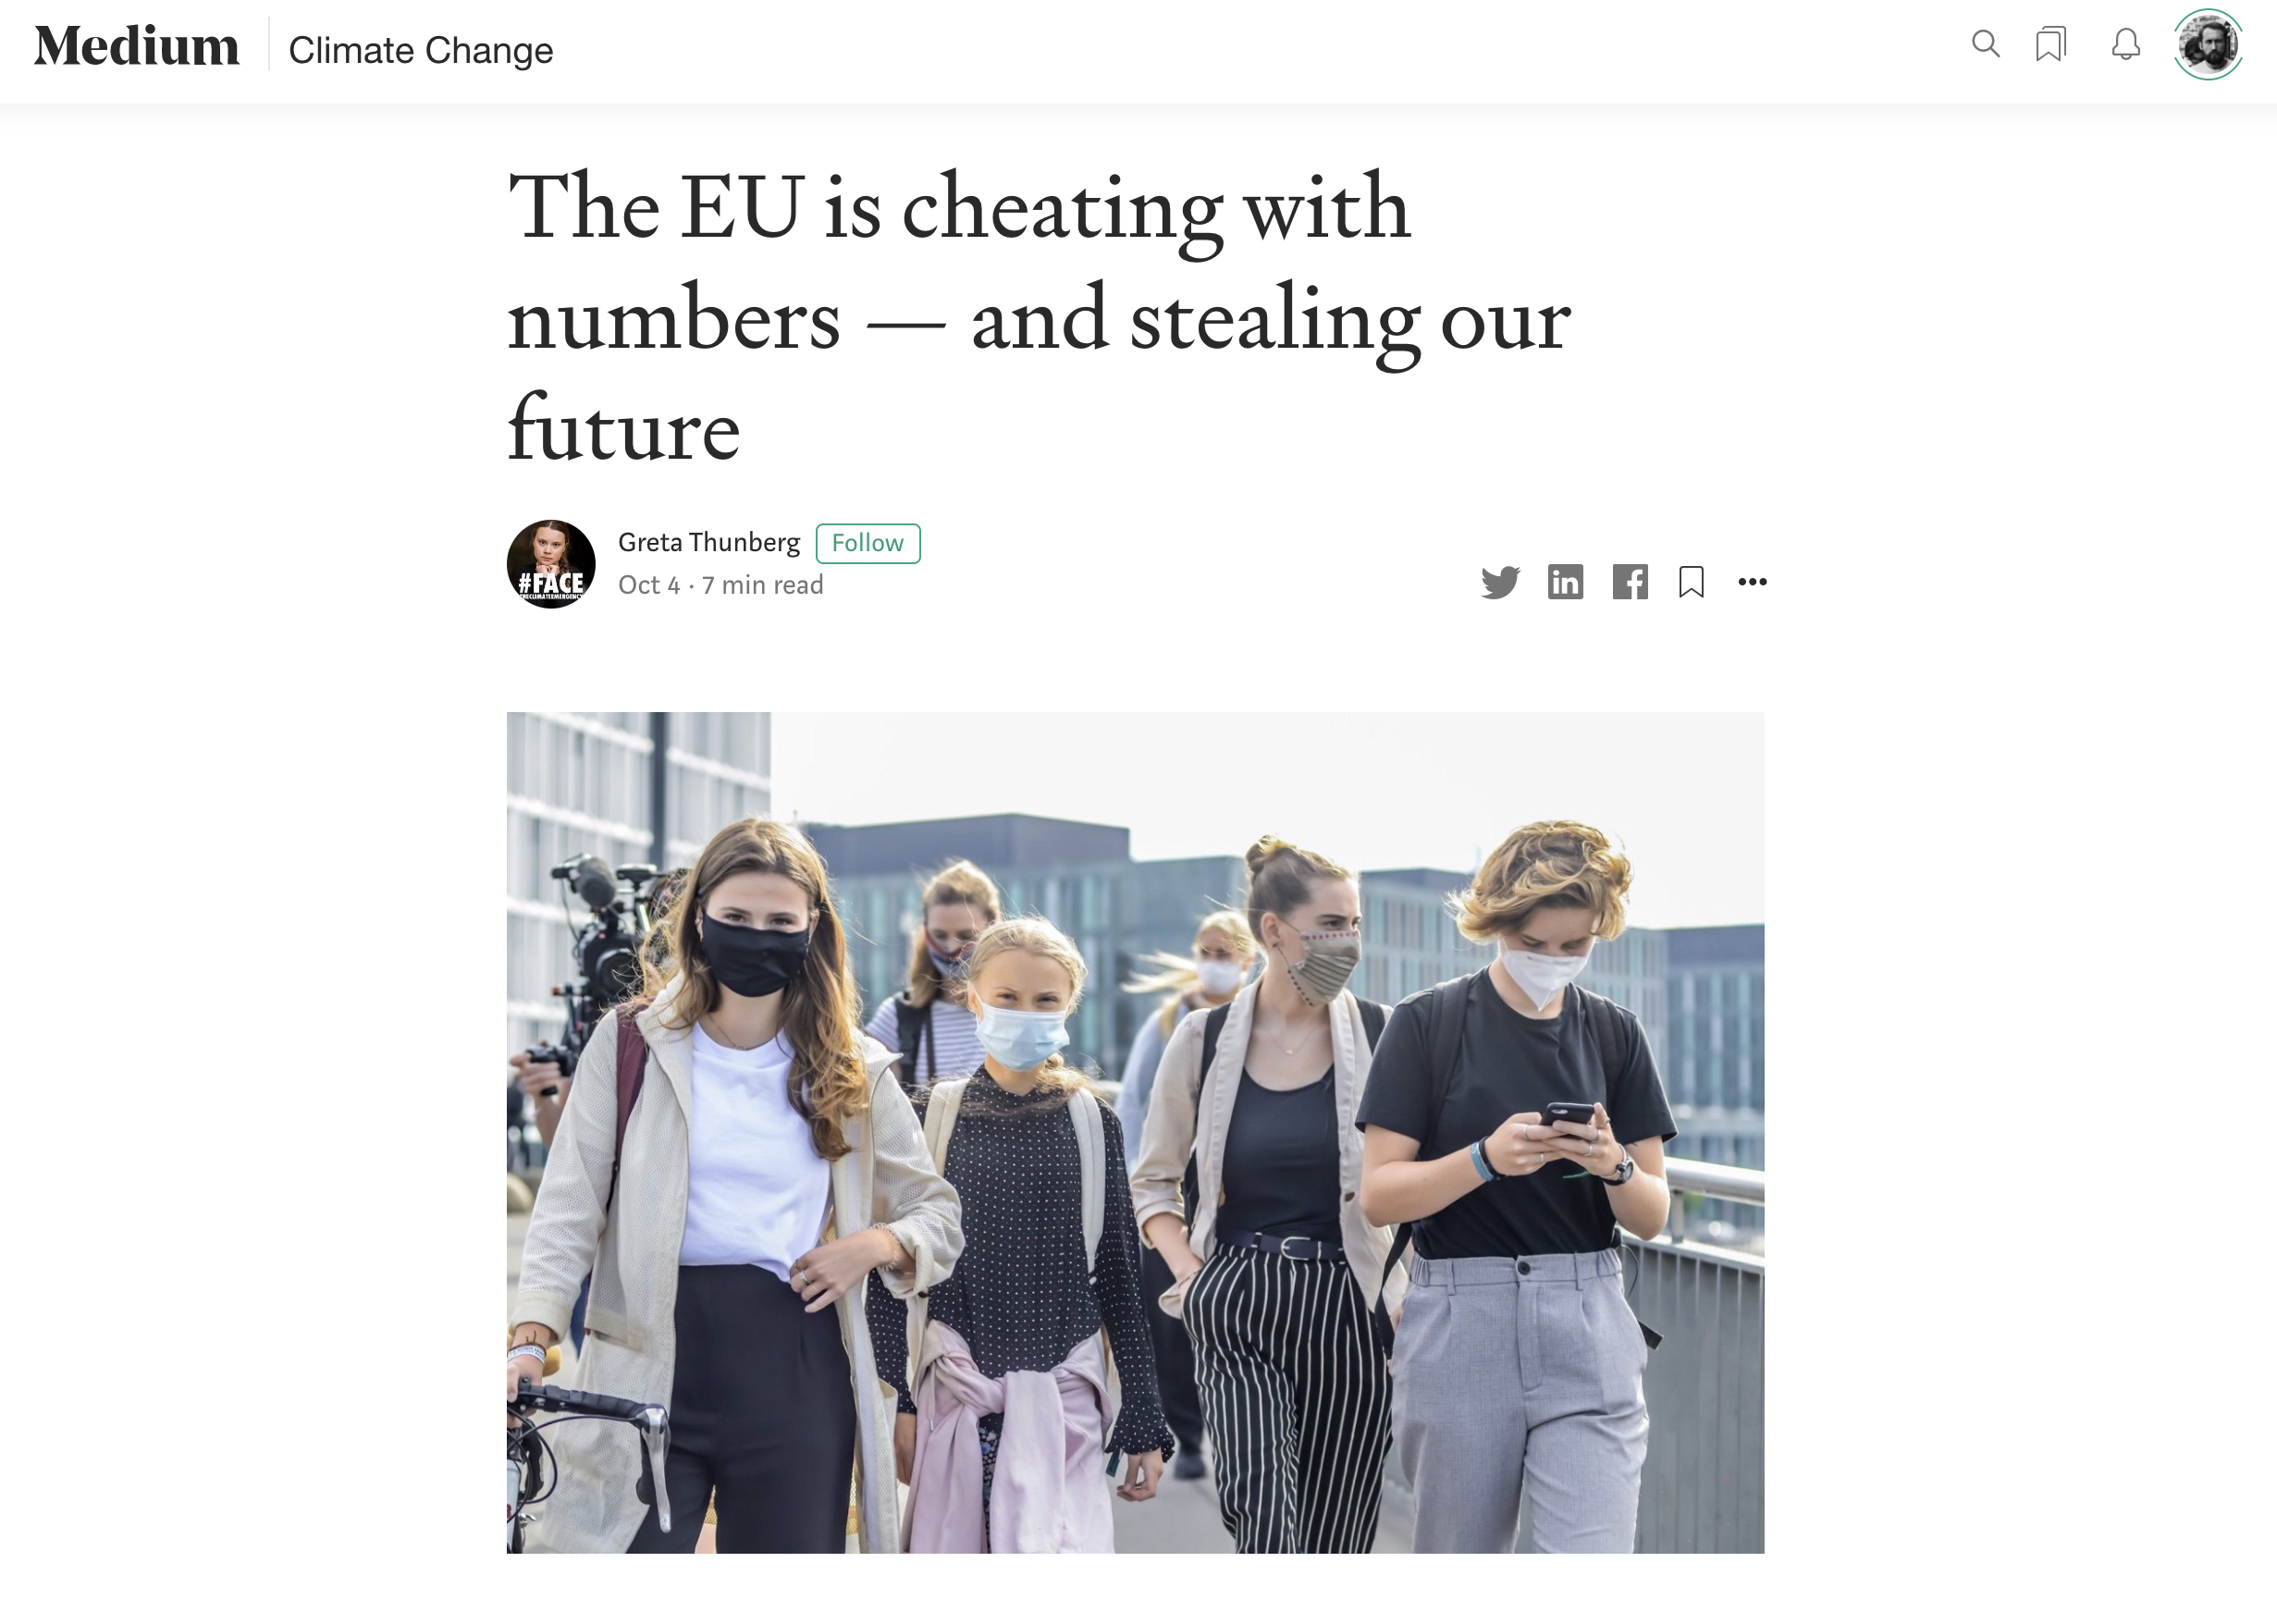 Medium
Climate Change
The EU is cheating with
numbers — and stealing our
future
Greta Thunberg
Follow
Oct 4 · 7 min read
#FACE